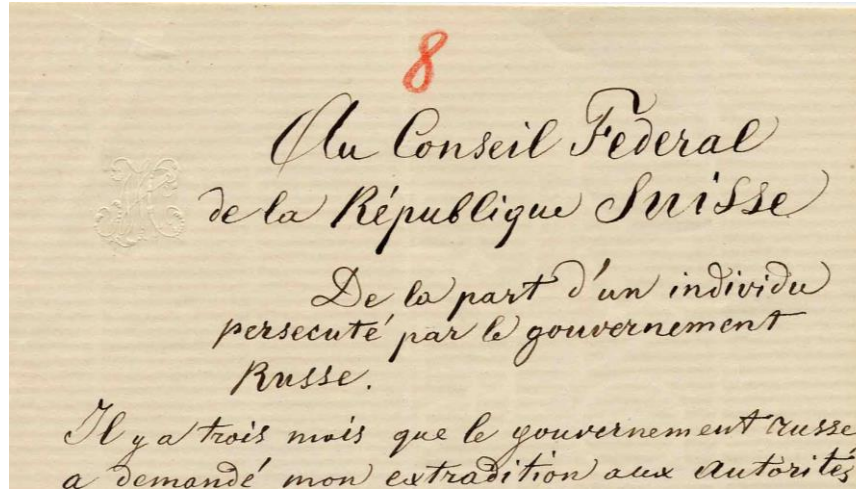 8
Au Conseil Federal
de la République Suisse
De la part d'un individu
persecuté par le gouvernement
Russe.
Il y a trois mois que le gouvernement russe
a demandé mon extradition aux autorités